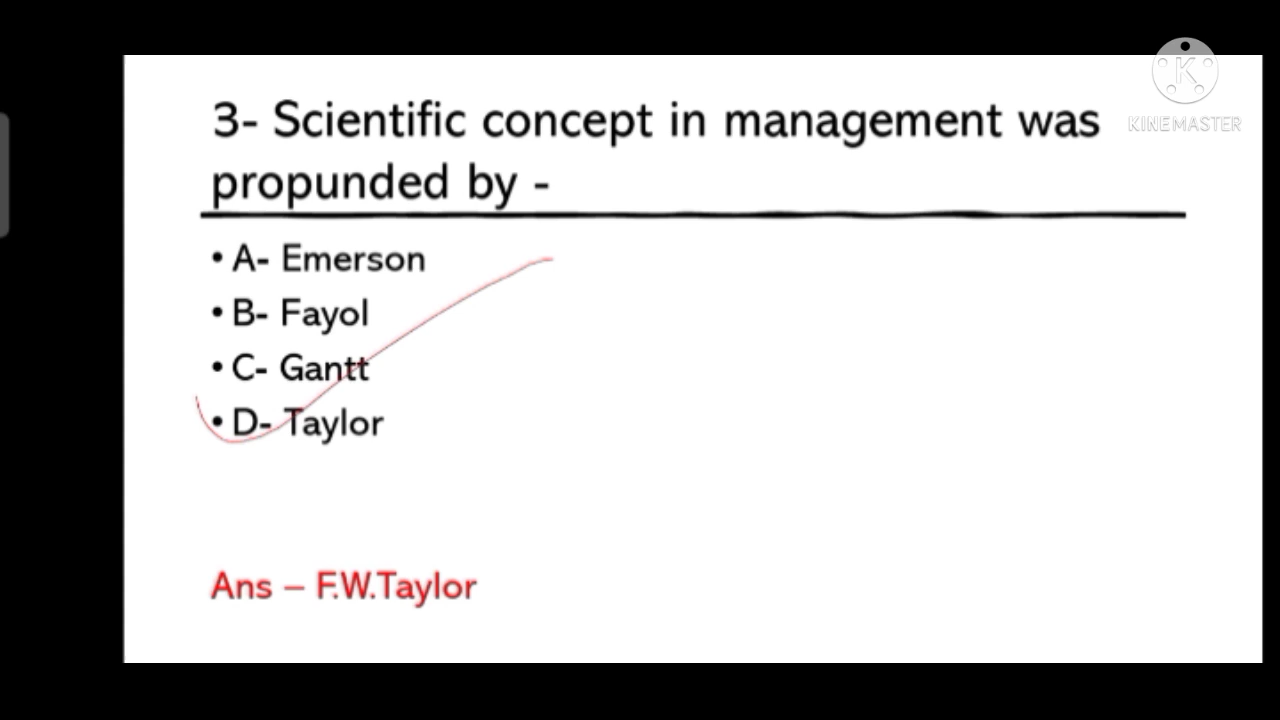 3- Scientific concept in management was
propunded by -
• A- Emerson
• B- Fayol
• C- Gantt
• D- Taylor
Ans – F.W.Taylor
K
KINEMASTER